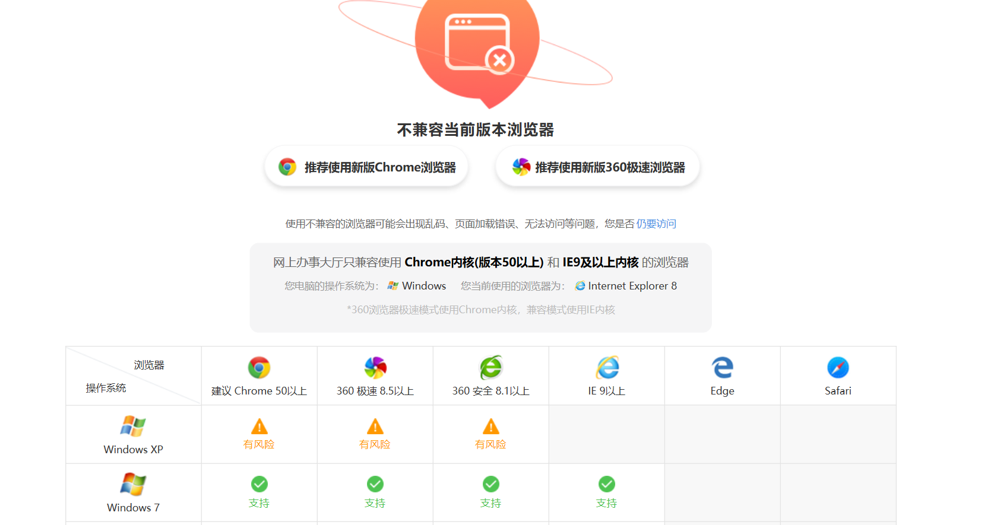 不兼容当前版本浏览器
推荐使用新版Chrome浏览器
推荐使用新版360极速浏览器
使用不兼容的浏览器可能会出现乱码、页面加载错误、无法访问等问题，您是否 仍要访问
网上办事大厅只兼容使用 Chrome内核(版本50以上) 和 IE9及以上内核 的浏览器
您电脑的操作系统为： Windows 您当前使用的浏览器为： Internet Explorer 8
*360浏览器极速模式使用Chrome内核，兼容模式使用IE内核
浏览器
操作系统
建议 Chrome 50以上
360 极速 8.5以上
360 安全 8.1以上
IE 9以上
Edge
Safari
Windows XP
有风险
有风险
有风险
Windows 7
支持
支持
支持
支持